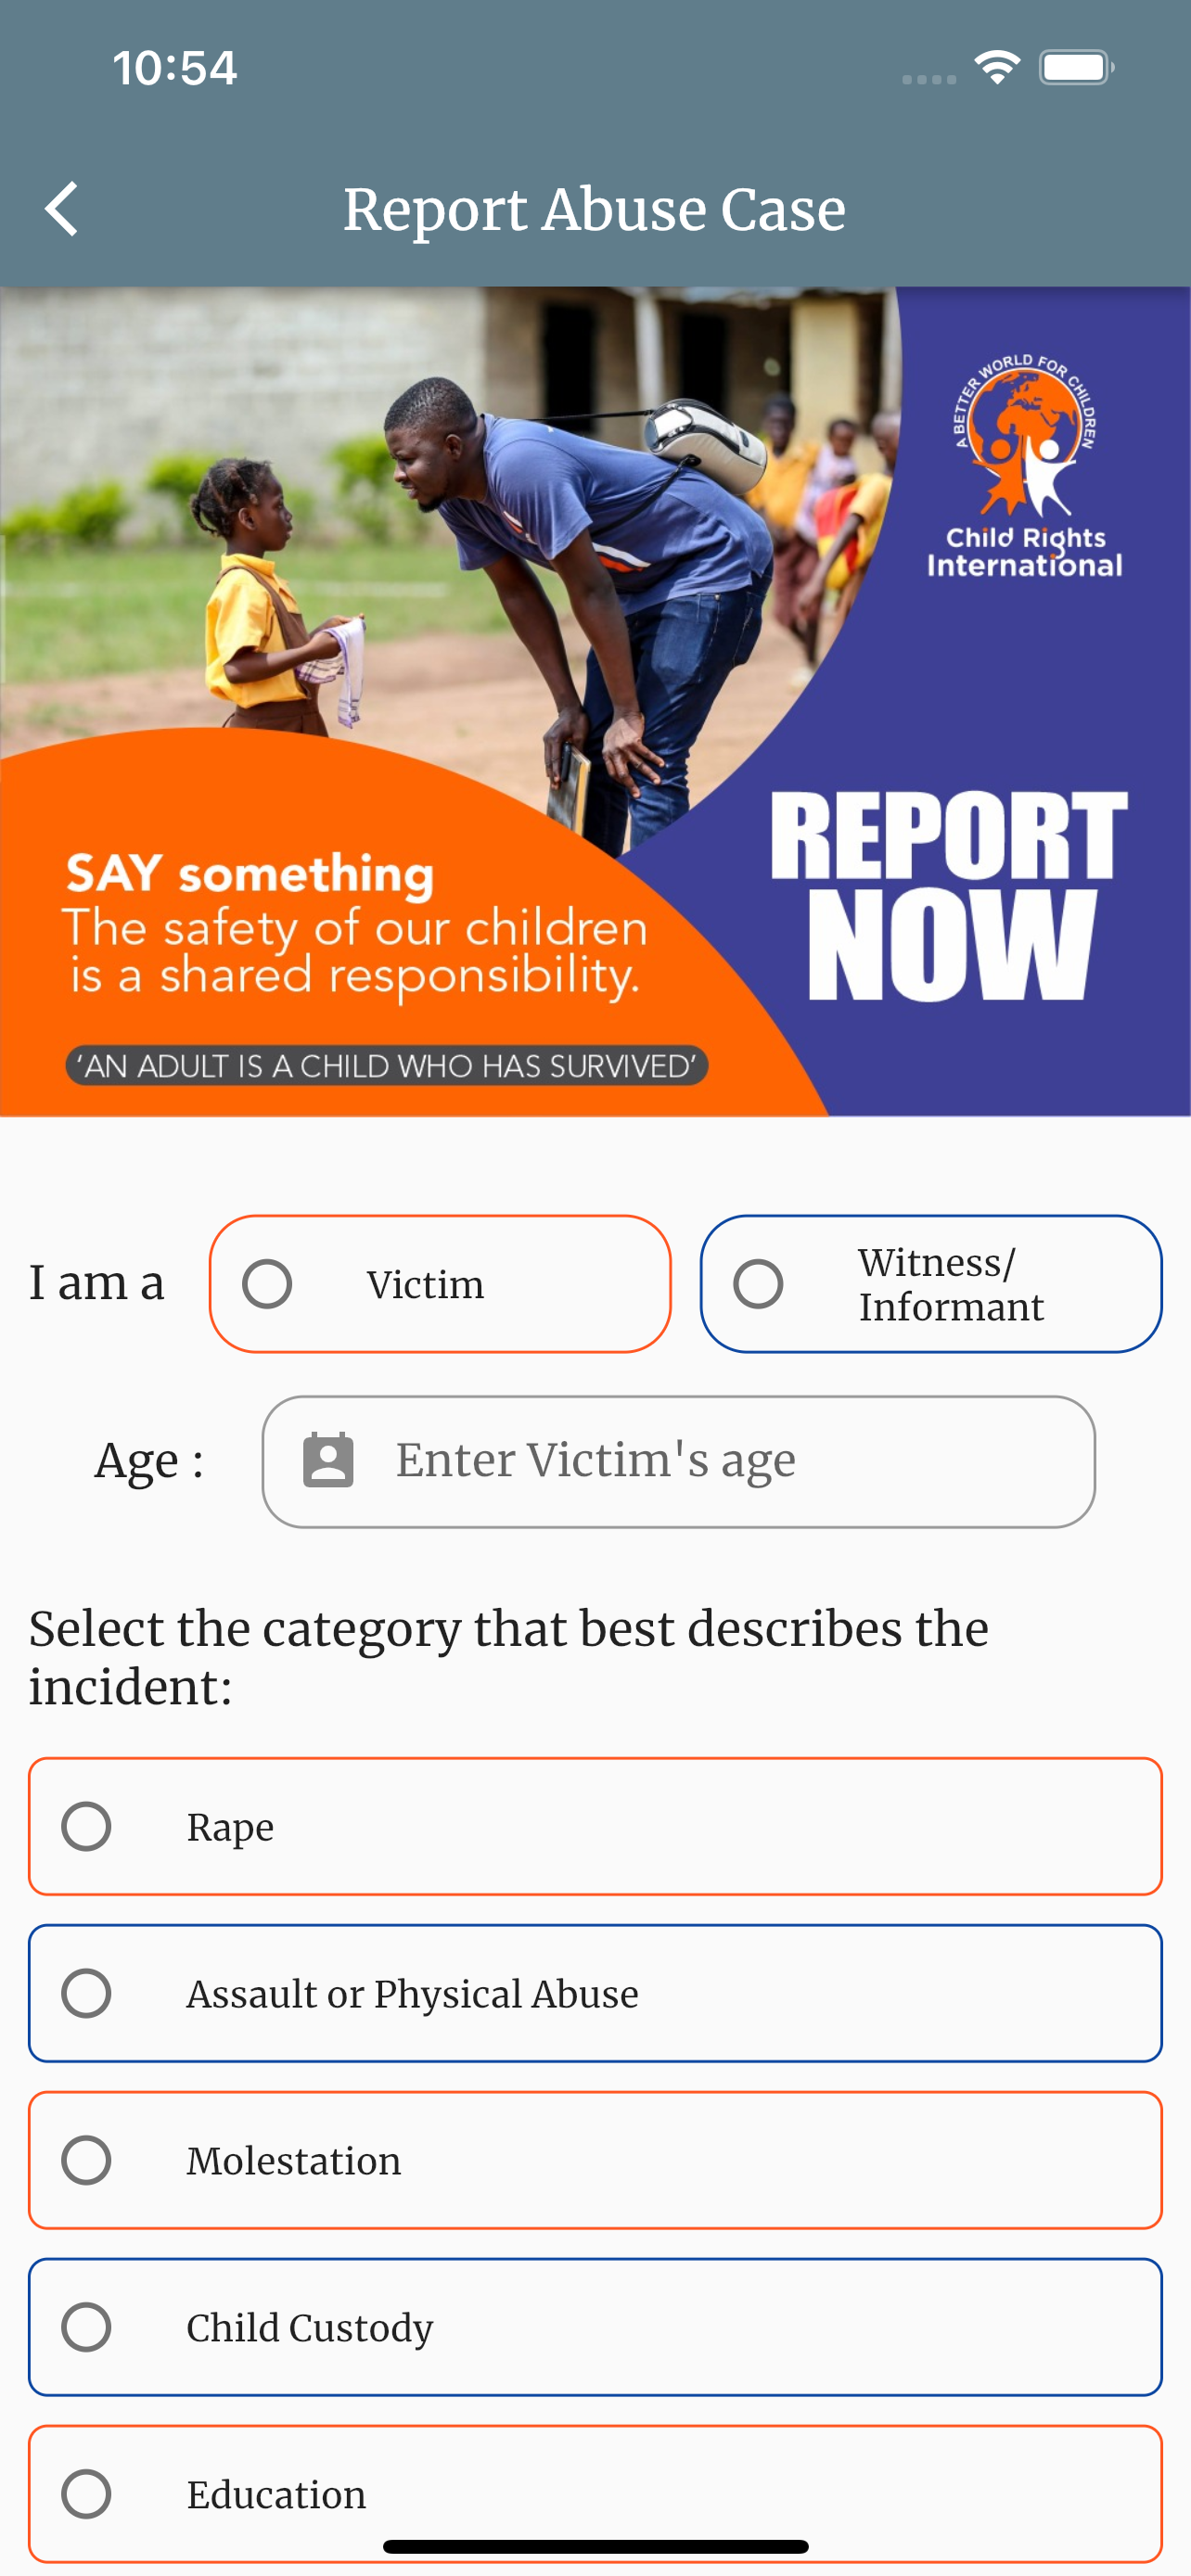 10:54
Report Abuse Case
A BETTER WORLD FOR CHILDREN
Child Rights
International
REPORT
NOW
SAY something
The safety of our children
is a shared responsibility.
'AN ADULT IS A CHILD WHO HAS SURVIVED'
I am a
Victim
Witness/
Informant
Age :
Enter Victim's age
Select the category that best describes the
incident:
Rape
Assault or Physical Abuse
Molestation
Child Custody
Education